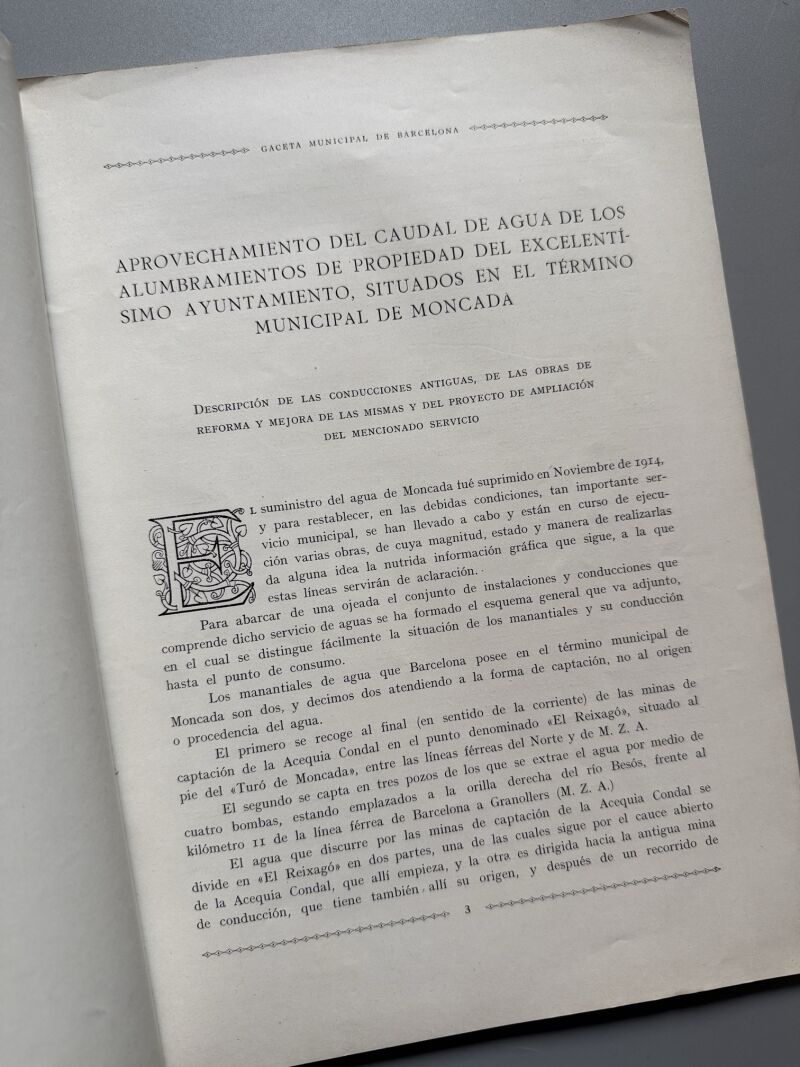 GACETA MUNICIPAL DE BARCELONA
APROVECHAMIENTO DEL CAUDAL DE AGUA DE LOS
ALUMBRAMIENTOS DE PROPIEDAD DEL EXCELENTÍ-
SIMO AYUNTAMIENTO, SITUADOS EN EL TÉRMINO
MUNICIPAL DE MONCADA
DESCRIPCIÓN DE LAS CONDUCCIONES ANTIGUAS, DE LAS OBRAS DE
REFORMA Y MEJORA DE LAS MISMAS Y DEL PROYECTO DE AMPLIACIÓN
DEL MENCIONADO SERVICIO
EL suministro del agua de Moncada fué suprimido en Noviembre de 1914,
y para restablecer, en las debidas condiciones, tan importante ser-
vicio municipal, se han llevado a cabo y están en curso de ejecu-
ción varias obras, de cuya magnitud, estado y manera de realizarlas
da alguna idea la nutrida información gráfica que sigue, a la que
estas líneas servirán de aclaración.
Para abarcar de una ojeada el conjunto de instalaciones y conducciones que
comprende dicho servicio de aguas se ha formado el esquema general que va adjunto,
en el cual se distingue fácilmente la situación de los manantiales y su conducción
hasta el punto de consumo.
Los manantiales de agua que Barcelona posee en el término municipal de
Moncada son dos, y decimos dos atendiendo a la forma de captación, no al origen
o procedencia del agua.
El primero se recoge al final (en sentido de la corriente) de las minas de
captación de la Acequia Condal en el punto denominado «El Reixagó», situado al
pie del «Turó de Moncada», entre las líneas férreas del Norte y de M. Z. A.
El segundo se capta en tres pozos de los que se extrae el agua por medio de
cuatro bombas, estando emplazados a la orilla derecha del río Besós, frente al
kilómetro 11 de la línea férrea de Barcelona a Granollers (M. Z. A.)
El agua que discurre por las minas de captación de la Acequia Condal se
divide en «El Reixagó» en dos partes, una de las cuales sigue por el cauce abierto
de la Acequia Condal, que allí empieza, y la otra es dirigida hacia la antigua mina
de conducción, que tiene también allí su origen, y después de un recorrido de
3